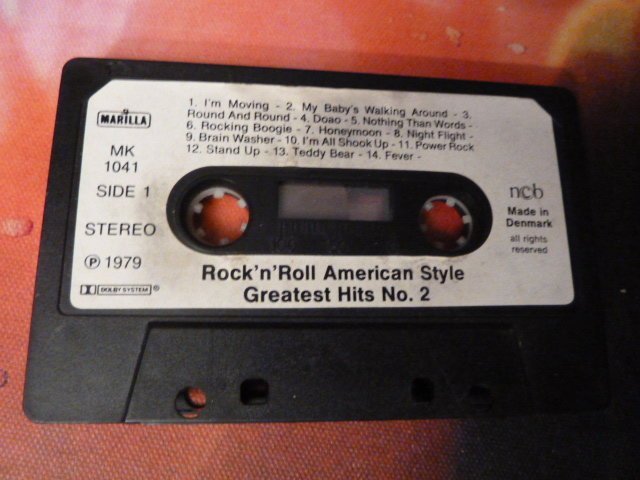 1. I'm Moving - 2. My Baby's Walking Around - 3.
Round And Round - 4. Doao - 5. Nothing Than Words -
6. Rocking Boogie - 7. Honeymoon - 8. Night Flight -
9. Brain Washer - 10. I'm All Shook Up - 11. Power Rock
12. Stand Up - 13. Teddy Bear - 14. Fever -
MARILLA
MK
1041
SIDE 1
STEREO
℗ 1979
DOLBY SYSTEM ®
ncb
Made in
Denmark
all rights
reserved
Rock'n'Roll American Style
Greatest Hits No. 2